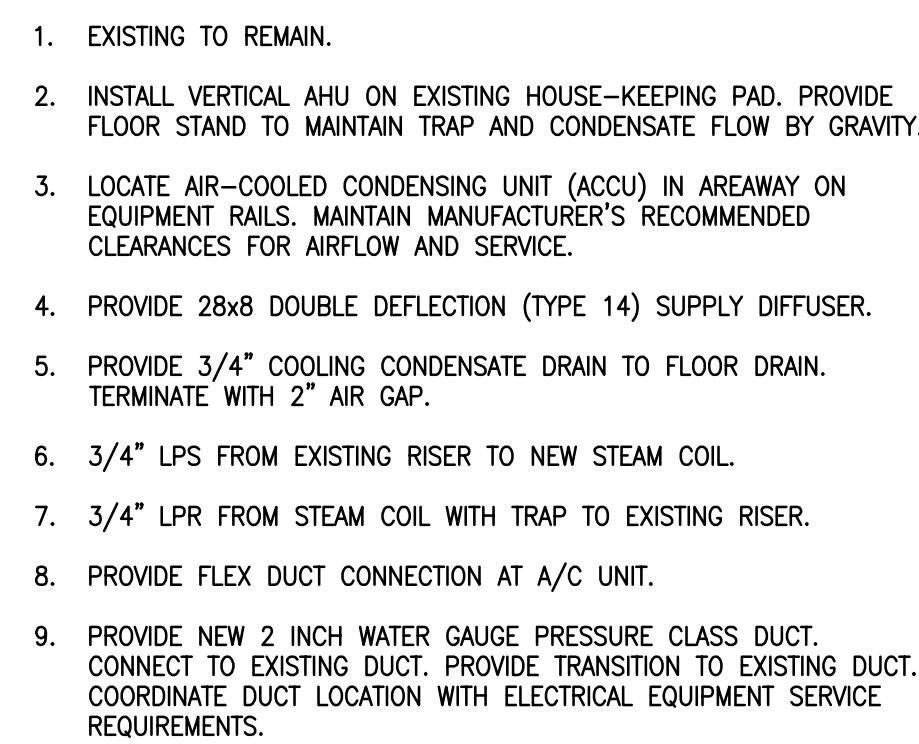 1. EXISTING TO REMAIN.
2. INSTALL VERTICAL AHU ON EXISTING HOUSE-KEEPING PAD. PROVIDE
FLOOR STAND TO MAINTAIN TRAP AND CONDENSATE FLOW BY GRAVITY.
3. LOCATE AIR-COOLED CONDENSING UNIT (ACCU) IN AREAWAY ON
EQUIPMENT RAILS. MAINTAIN MANUFACTURER'S RECOMMENDED
CLEARANCES FOR AIRFLOW AND SERVICE.
4. PROVIDE 28x8 DOUBLE DEFLECTION (TYPE 14) SUPPLY DIFFUSER.
5. PROVIDE 3/4" COOLING CONDENSATE DRAIN TO FLOOR DRAIN.
TERMINATE WITH 2" AIR GAP.
6. 3/4" LPS FROM EXISTING RISER TO NEW STEAM COIL.
7. 3/4" LPR FROM STEAM COIL WITH TRAP TO EXISTING RISER.
8. PROVIDE FLEX DUCT CONNECTION AT A/C UNIT.
9. PROVIDE NEW 2 INCH WATER GAUGE PRESSURE CLASS DUCT.
CONNECT TO EXISTING DUCT. PROVIDE TRANSITION TO EXISTING DUCT.
COORDINATE DUCT LOCATION WITH ELECTRICAL EQUIPMENT SERVICE
REQUIREMENTS.